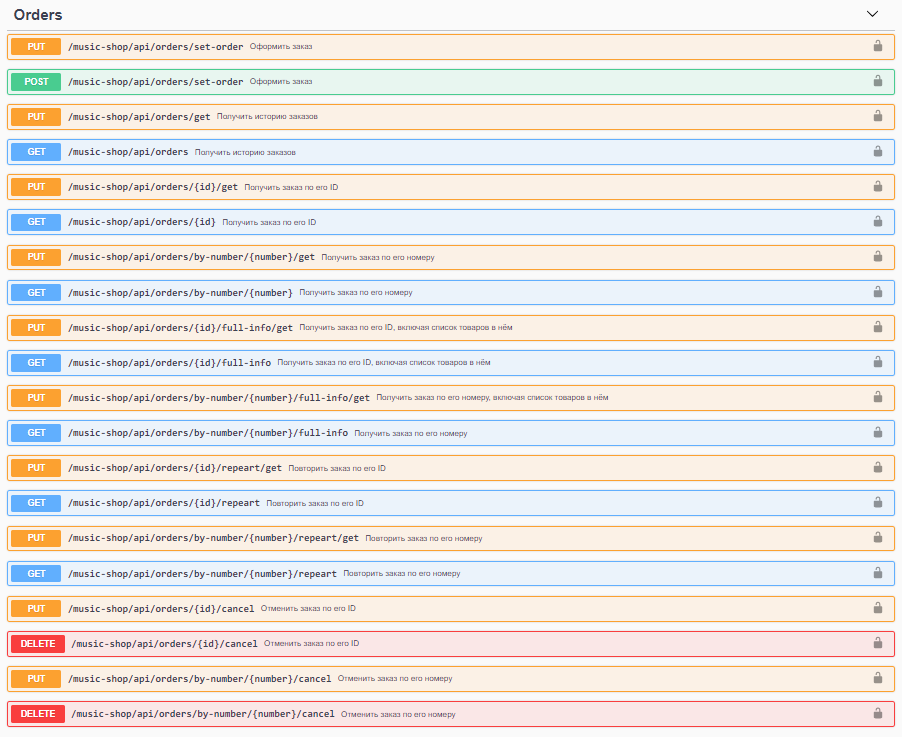 Orders
PUT /music-shop/api/orders/set-order Оформить заказ
POST /music-shop/api/orders/set-order Оформить заказ
PUT /music-shop/api/orders/get Получить историю заказов
GET /music-shop/api/orders Получить историю заказов
PUT /music-shop/api/orders/{id}/get Получить заказ по его ID
GET /music-shop/api/orders/{id} Получить заказ по его ID
PUT /music-shop/api/orders/by-number/{number}/get Получить заказ по его номеру
GET /music-shop/api/orders/by-number/{number} Получить заказ по его номеру
PUT /music-shop/api/orders/{id}/full-info/get Получить заказ по его ID, включая список товаров в нём
GET /music-shop/api/orders/{id}/full-info Получить заказ по его ID, включая список товаров в нём
PUT /music-shop/api/orders/by-number/{number}/full-info/get Получить заказ по его номеру, включая список товаров в нём
GET /music-shop/api/orders/by-number/{number}/full-info Получить заказ по его номеру
PUT /music-shop/api/orders/{id}/repeart/get Повторить заказ по его ID
GET /music-shop/api/orders/{id}/repeart Повторить заказ по его ID
PUT /music-shop/api/orders/by-number/{number}/repeart/get Повторить заказ по его номеру
GET /music-shop/api/orders/by-number/{number}/repeart Повторить заказ по его номеру
PUT /music-shop/api/orders/{id}/cancel Отменить заказ по его ID
DELETE /music-shop/api/orders/{id}/cancel Отменить заказ по его ID
PUT /music-shop/api/orders/by-number/{number}/cancel Отменить заказ по его номеру
DELETE /music-shop/api/orders/by-number/{number}/cancel Отменить заказ по его номеру